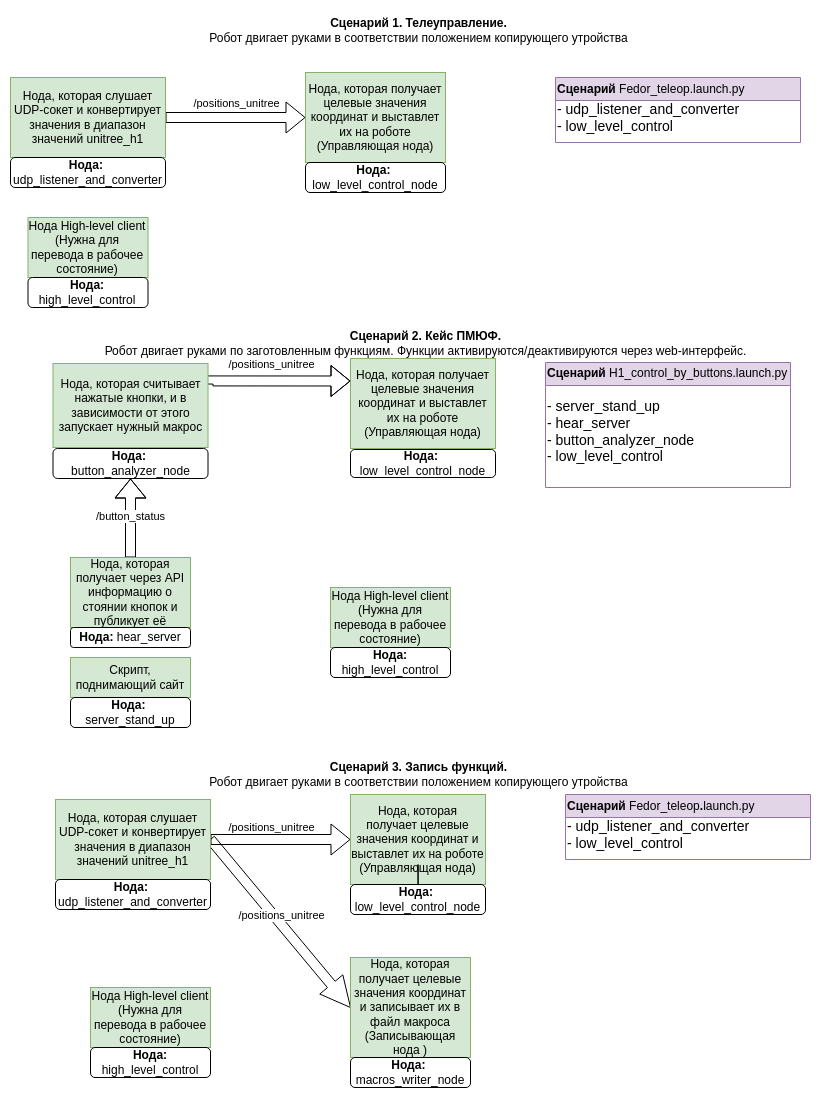 Сценарий 1. Телеуправление.
Робот двигает руками в соответствии положением копирующего утройства
Нода, которая слушает
UDP-сокет и конвертирует
значения в диапазон
значений unitree_h1
Нода:
udp_listener_and_converter
/positions_unitree
Нода, которая получает
целевые значения
координат и выставлет
их на роботе
(Управляющая нода)
Нода:
low_level_control_node
Сценарий Fedor_teleop.launch.py
- udp_listener_and_converter
- low_level_control
Нода High-level client
(Нужна для
перевода в рабочее
состояние)
Нода:
high_level_control
Сценарий 2. Кейс ПМЮФ.
Робот двигает руками по заготовленным функциям. Функции активируются/деактивируются через web-интерфейс.
Нода, которая считывает
нажатые кнопки, и в
зависимости от этого
запускает нужный макрос
Нода:
button_analyzer_node
/positions_unitree
Нода, которая получает
целевые значения
координат и выставлет
их на роботе
(Управляющая нода)
Нода:
low_level_control_node
Сценарий H1_control_by_buttons.launch.py
- server_stand_up
- hear_server
- button_analyzer_node
- low_level_control
/button_status
Нода, которая
получает через API
информацию о
стоянии кнопок и
публикует её
Нода: hear_server
Скрипт,
поднимающий сайт
Нода:
server_stand_up
Нода High-level client
(Нужна для
перевода в рабочее
состояние)
Нода:
high_level_control
Сценарий 3. Запись функций.
Робот двигает руками в соответствии положением копирующего утройства
Нода, которая слушает
UDP-сокет и конвертирует
значения в диапазон
значений unitree_h1
Нода:
udp_listener_and_converter
/positions_unitree
Нода, которая
получает целевые
значения координат и
выставлет их на роботе
(Управляющая нода)
Нода:
low_level_control_node
Сценарий Fedor_teleop.launch.py
- udp_listener_and_converter
- low_level_control
/positions_unitree
Нода, которая
получает целевые
значения координат
и записывает их в
файл макроса
(Записывающая
нода )
Нода:
macros_writer_node
Нода High-level client
(Нужна для
перевода в рабочее
состояние)
Нода:
high_level_control